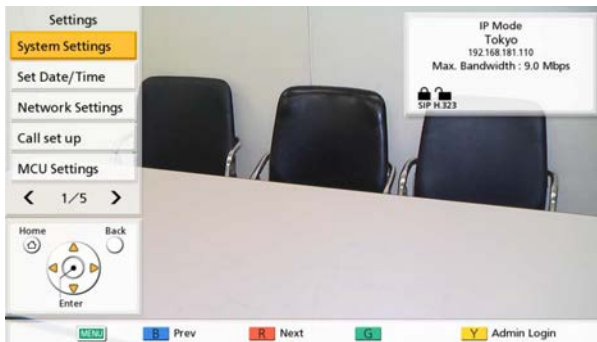 Settings
System Settings
Set Date/Time
Network Settings
Call set up
MCU Settings
1/5
Home
Back
Enter
IP Mode
Tokyo
192.168.181.110
Max. Bandwidth : 9.0 Mbps
SIP H.323
MENU
B Prev
R Next
G
Y Admin Login